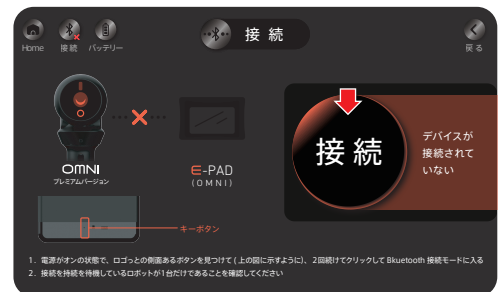 接 続
Home
接続
バッテリー
戻 る
OMNI
プレミアムバージョン
E-PAD
(OMNI)
接 続
デバイスが
接続されて
いない
キーボタン
1. 電源がオンの状態で、ロゴっとの側面あるボタンを見つけて ( 上の図に示すように)、 2回続けてクリックして Bkuetooth 接続モードに入る
2. 接続を持続を待機しているロボットが1台だけであることを確認してください